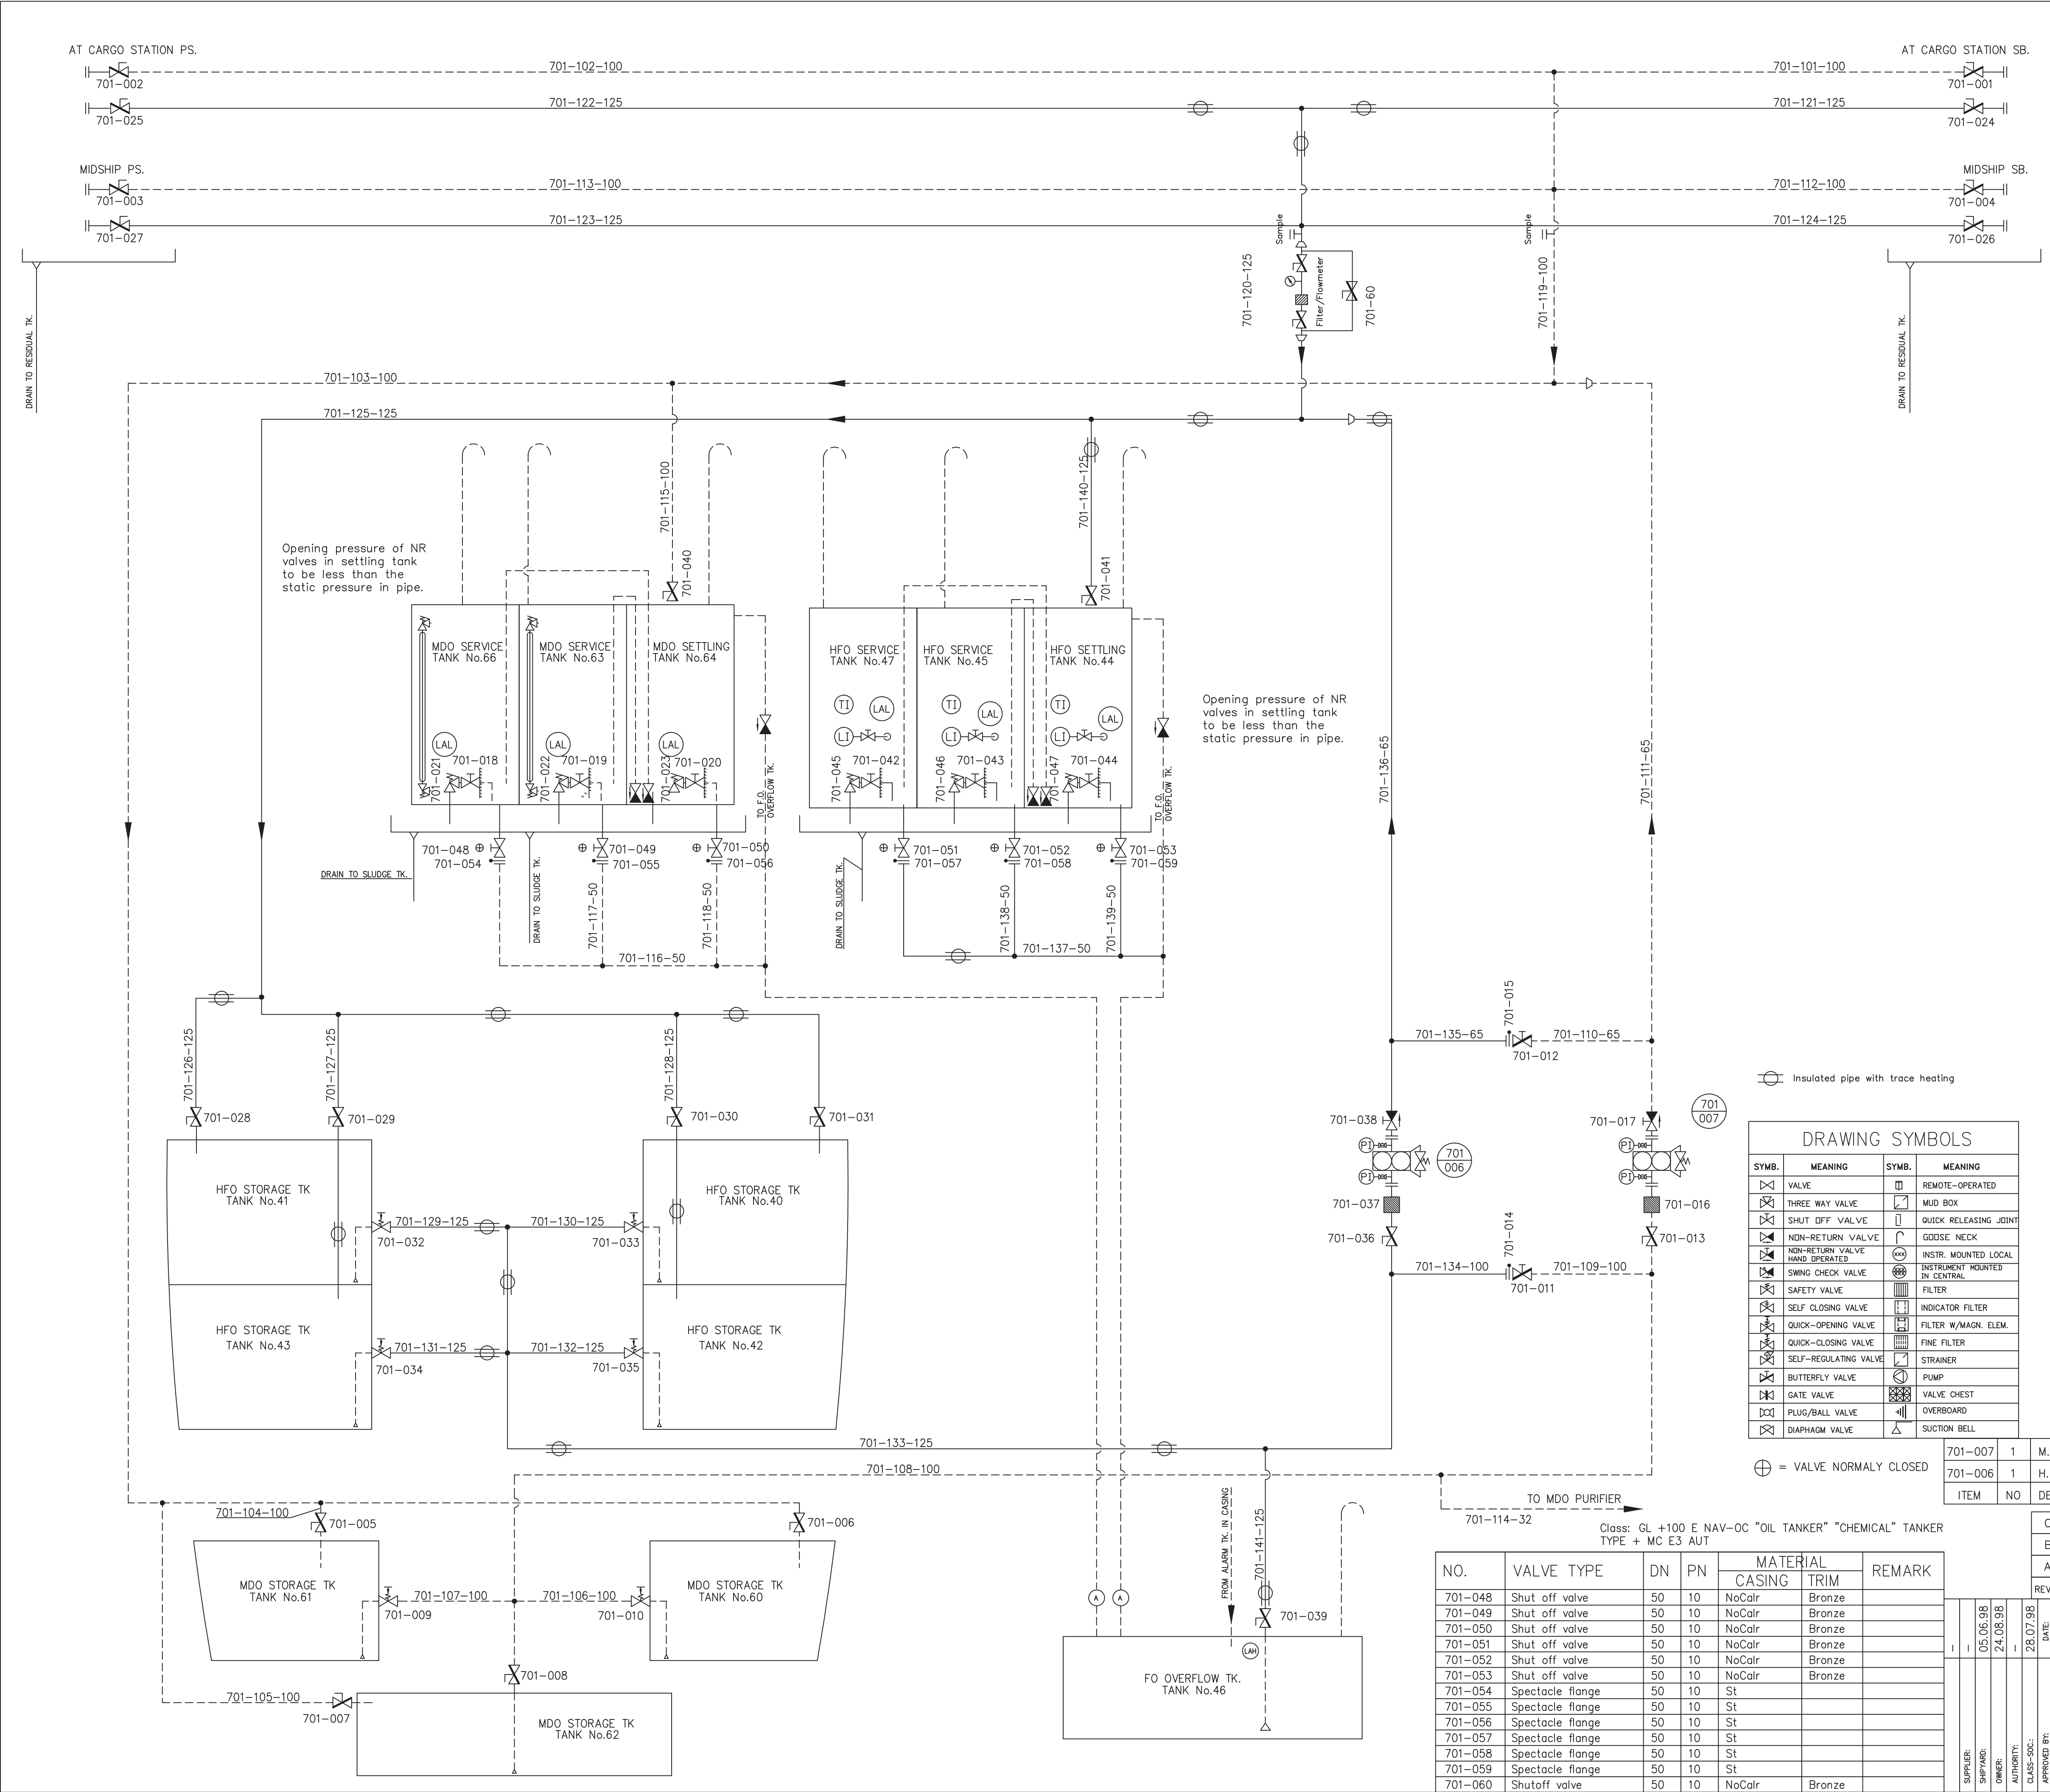 AT CARGO STATION PS.
AT CARGO STATION SB.
701-102-100
701-101-100
701-002
701-001
701-122-125
701-121-125
701-025
701-024
MIDSHIP PS.
MIDSHIP SB.
701-113-100
701-112-100
701-003
701-004
701-123-125
701-124-125
701-027
701-026
Sample
Sample
701-120-125
Filter/Flowmeter
701-60
701-119-100
DRAIN TO RESIDUAL TK.
DRAIN TO RESIDUAL TK.
701-103-100
701-125-125
701-115-100
701-140-125
Opening pressure of NR
valves in settling tank
to be less than the
static pressure in pipe.
701-040
701-041
MDO SERVICE
TANK No.66
MDO SERVICE
TANK No.63
MDO SETTLING
TANK No.64
HFO SERVICE
TANK No.47
HFO SERVICE
TANK No.45
HFO SETTLING
TANK No.44
Opening pressure of NR
valves in settling tank
to be less than the
static pressure in pipe.
TI
LAL
TI
LAL
TI
LAL
LI
LI
LI
LAL
LAL
LAL
701-021
701-018
701-022
701-019
701-023
701-020
701-045
701-042
701-046
701-043
701-047
701-044
TO F.O.
OVERFLOW TK.
TO F.O.
OVERFLOW TK.
701-136-65
701-111-65
701-048
701-054
701-049
701-055
701-050
701-056
701-051
701-057
701-052
701-058
701-053
701-059
DRAIN TO SLUDGE TK.
DRAIN TO SLUDGE TK.
DRAIN TO SLUDGE TK.
701-117-50
701-118-50
701-138-50
701-139-50
701-116-50
701-137-50
701-126-125
701-127-125
701-128-125
701-015
701-135-65
701-110-65
701-012
Insulated pipe with trace heating
701-028
701-029
701-030
701-031
701-038
701-017
701
007
PI
PI
701
006
PI
PI
HFO STORAGE TK
TANK No.41
HFO STORAGE TK
TANK No.40
701-129-125
701-130-125
701-032
701-033
701-037
701-016
701-036
701-013
701-014
701-134-100
701-109-100
701-011
HFO STORAGE TK
TANK No.43
HFO STORAGE TK
TANK No.42
701-131-125
701-132-125
701-034
701-035
DRAWING SYMBOLS
SYMB. MEANING SYMB. MEANING
VALVE REMOTE-OPERATED
THREE WAY VALVE MUD BOX
SHUT OFF VALVE QUICK RELEASING JOINT
NON-RETURN VALVE GOOSE NECK
NON-RETURN VALVE
HAND OPERATED
XXX INSTR. MOUNTED LOCAL
SWING CHECK VALVE
XXX INSTRUMENT MOUNTED
IN CENTRAL
SAFETY VALVE FILTER
SELF CLOSING VALVE INDICATOR FILTER
QUICK-OPENING VALVE FILTER W/MAGN. ELEM.
QUICK-CLOSING VALVE FINE FILTER
SELF-REGULATING VALVE STRAINER
BUTTERFLY VALVE PUMP
GATE VALVE VALVE CHEST
PLUG/BALL VALVE OVERBOARD
DIAPHAGM VALVE SUCTION BELL
= VALVE NORMALY CLOSED
701-007 1 M.
701-006 1 H.
ITEM NO DE
701-133-125
701-108-100
TO MDO PURIFIER
701-114-32
701-104-100
701-005
701-006
MDO STORAGE TK
TANK No.61
MDO STORAGE TK
TANK No.60
701-107-100
701-106-100
701-009
701-010
701-008
701-105-100
701-007
MDO STORAGE TK
TANK No.62
FROM ALARM TK. IN CASING
701-141-125
A
A
701-039
LAH
FO OVERFLOW TK.
TANK No.46
Class: GL +100 E NAV-OC "OIL TANKER" "CHEMICAL" TANKER
TYPE + MC E3 AUT
NO. VALVE TYPE DN PN MATERIAL REMARK
CASING TRIM
701-048 Shut off valve 50 10 NoCalr Bronze
701-049 Shut off valve 50 10 NoCalr Bronze
701-050 Shut off valve 50 10 NoCalr Bronze
701-051 Shut off valve 50 10 NoCalr Bronze
701-052 Shut off valve 50 10 NoCalr Bronze
701-053 Shut off valve 50 10 NoCalr Bronze
701-054 Spectacle flange 50 10 St
701-055 Spectacle flange 50 10 St
701-056 Spectacle flange 50 10 St
701-057 Spectacle flange 50 10 St
701-058 Spectacle flange 50 10 St
701-059 Spectacle flange 50 10 St
701-060 Shutoff valve 50 10 NoCalr Bronze
A
REV
SUPPLIER: -
SHIPYARD: - 05.06.98
OWNER: 24.08.98
AUTHORITY: -
CLASS-SOC.: 28.07.98
APPROVED BY: DATE: